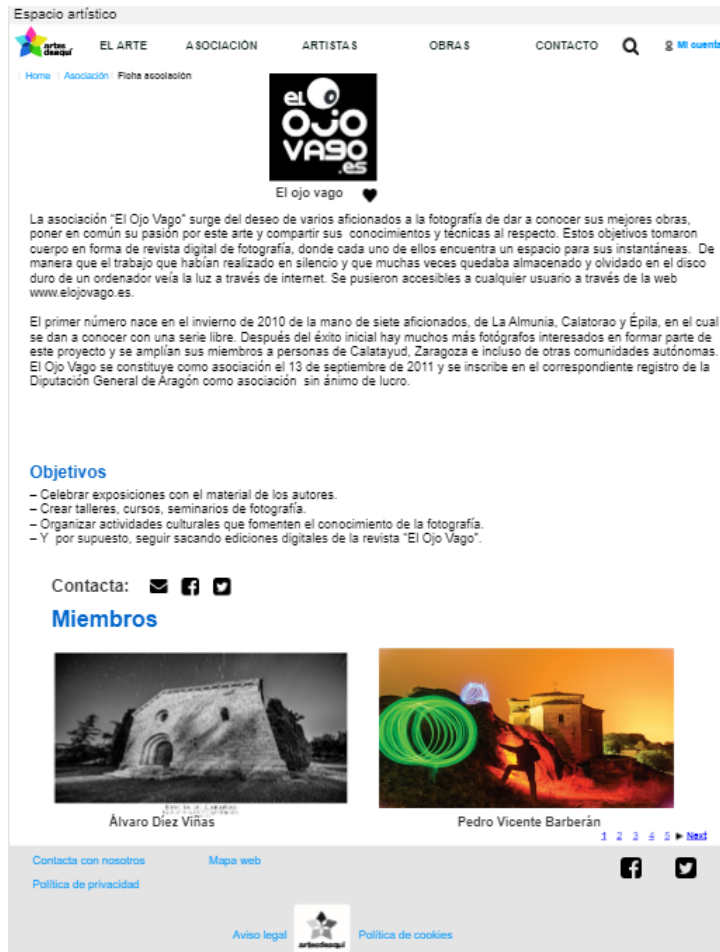 Espacio artístico
artes
deaquí
EL ARTE
ASOCIACIÓN
ARTISTAS
OBRAS
CONTACTO
Mi cuenta
Home
Asociación
Ficha asociación
el
OJO
VAGO
.es
El ojo vago
La asociación "El Ojo Vago" surge del deseo de varios aficionados a la fotografía de dar a conocer sus mejores obras,
poner en común su pasión por este arte y compartir sus conocimientos y técnicas al respecto. Estos objetivos tomaron
cuerpo en forma de revista digital de fotografía, donde cada uno de ellos encuentra un espacio para sus instantáneas. De
manera que el trabajo que habían realizado en silencio y que muchas veces quedaba almacenado y olvidado en el disco
duro de un ordenador veía la luz a través de internet. Se pusieron accesibles a cualquier usuario a través de la web
www.elojovago.es.
El primer número nace en el invierno de 2010 de la mano de siete aficionados, de La Almunia, Calatorao y Épila, en el cual
se dan a conocer con una serie libre. Después del éxito inicial hay muchos más fotógrafos interesados en formar parte de
este proyecto y se amplían sus miembros a personas de Calatayud, Zaragoza e incluso de otras comunidades autónomas.
El Ojo Vago se constituye como asociación el 13 de septiembre de 2011 y se inscribe en el correspondiente registro de la
Diputación General de Aragón como asociación sin ánimo de lucro.
Objetivos
– Celebrar exposiciones con el material de los autores.
– Crear talleres, cursos, seminarios de fotografía.
– Organizar actividades culturales que fomenten el conocimiento de la fotografía.
– Y por supuesto, seguir sacando ediciones digitales de la revista "El Ojo Vago".
Contacta:
Miembros
Álvaro Díez Viñas
Pedro Vicente Barberán
1 2 3 4 5 ► Next
Contacta con nosotros
Mapa web
Política de privacidad
Aviso legal
artesdeaquí
Política de cookies